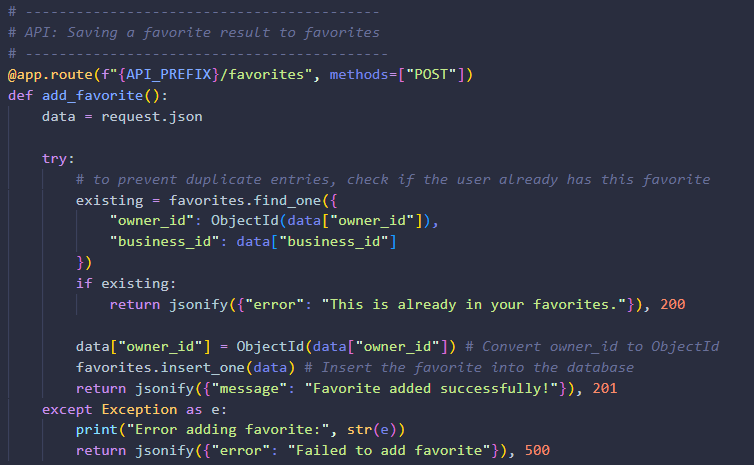 # ------------------------------------------
# API: Saving a favorite result to favorites
# -------------------------------------------
@app.route(f"{API_PREFIX}/favorites", methods=["POST"])
def add_favorite():
    data = request.json

    try:
        # to prevent duplicate entries, check if the user already has this favorite
        existing = favorites.find_one({
            "owner_id": ObjectId(data["owner_id"]),
            "business_id": data["business_id"]
        })
        if existing:
            return jsonify({"error": "This is already in your favorites."}), 200

        data["owner_id"] = ObjectId(data["owner_id"]) # Convert owner_id to ObjectId
        favorites.insert_one(data) # Insert the favorite into the database
        return jsonify({"message": "Favorite added successfully!"}), 201
    except Exception as e:
        print("Error adding favorite:", str(e))
        return jsonify({"error": "Failed to add favorite"}), 500